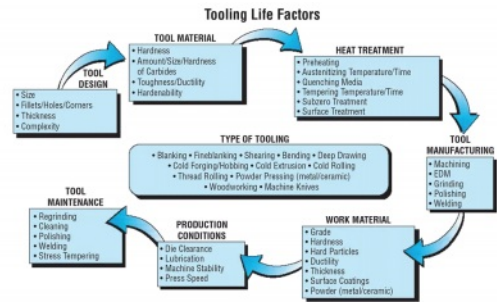 Tooling Life Factors
TOOL
DESIGN
• Size
• Fillets/Holes/Corners
• Thickness
• Complexity
TOOL MATERIAL
• Hardness
• Amount/Size/Hardness
of Carbides
• Toughness/Ductility
• Hardenability
HEAT TREATMENT
• Preheating
• Austenitizing Temperature/Time
• Quenching Media
• Tempering Temperature/Time
• Subzero Treatment
• Surface Treatment
TOOL
MANUFACTURING
• Machining
• EDM
• Grinding
• Polishing
• Welding
TYPE OF TOOLING
• Blanking • Fineblanking • Shearing • Bending • Deep Drawing
• Cold Forging/Hobbing • Cold Extrusion • Cold Rolling
• Thread Rolling • Powder Pressing (metal/ceramic)
• Woodworking • Machine Knives
WORK MATERIAL
• Grade
• Hardness
• Hard Particles
• Ductility
• Thickness
• Surface Coatings
• Powder (metal/ceramic)
PRODUCTION
CONDITIONS
• Die Clearance
• Lubrication
• Machine Stability
• Press Speed
TOOL
MAINTENANCE
• Regrinding
• Cleaning
• Polishing
• Welding
• Stress Tempering